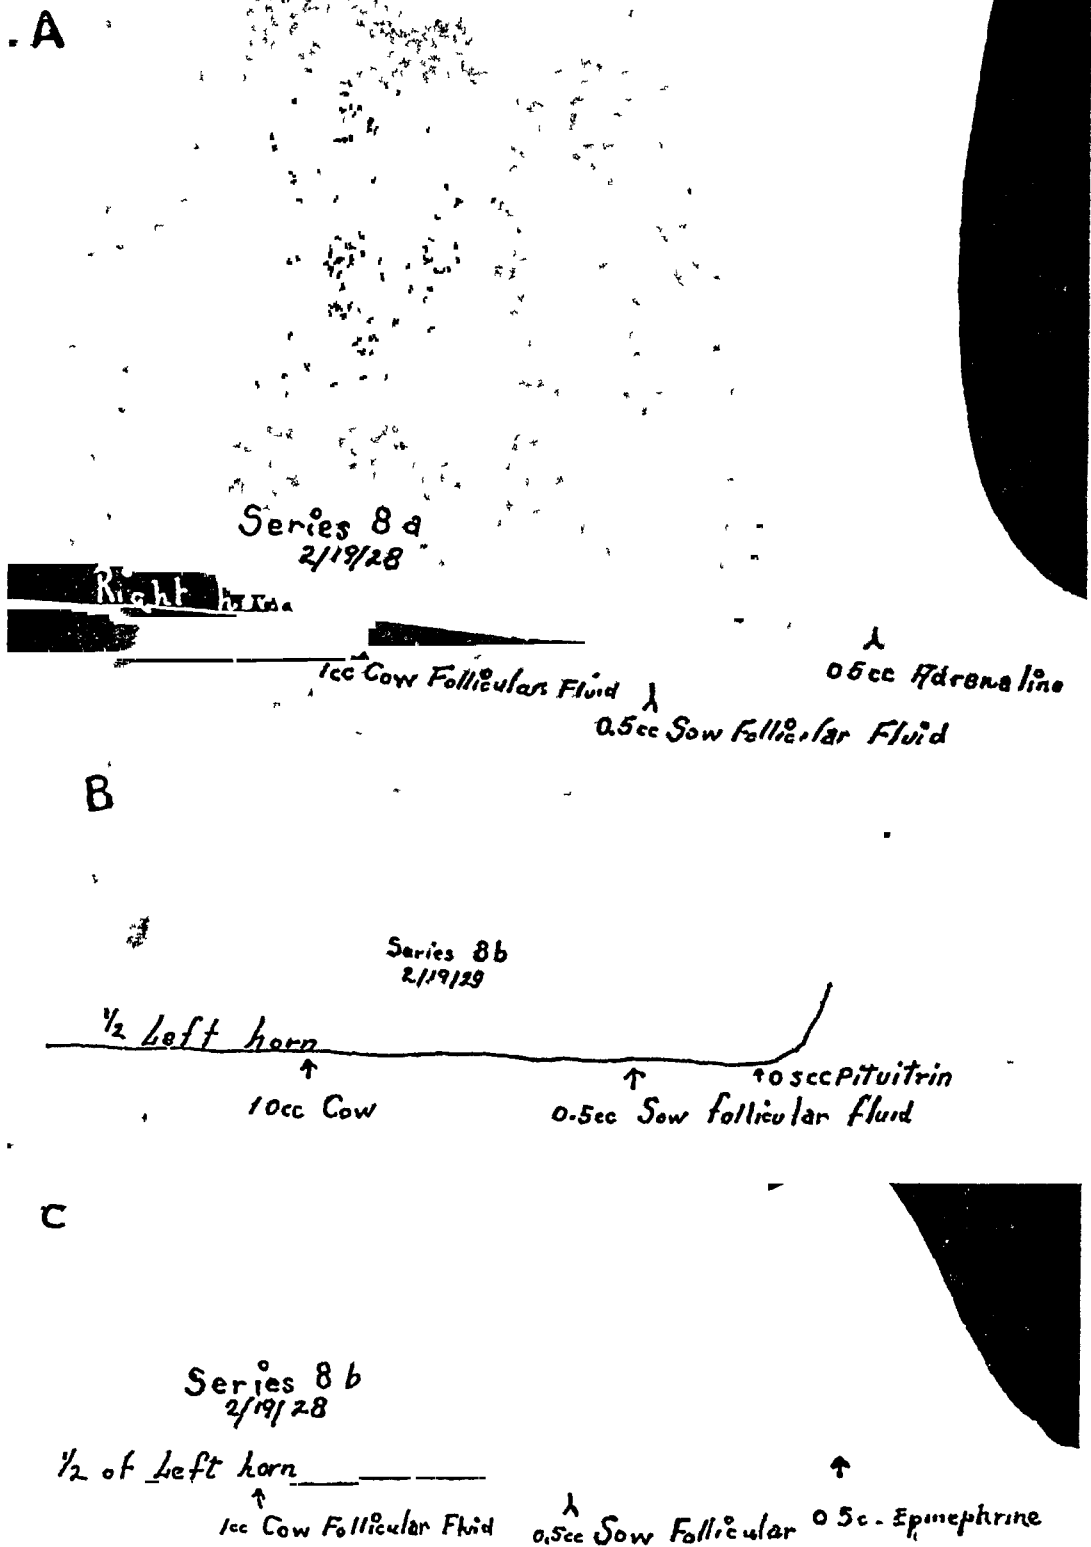 . A
Series 8 a
2/19/28
Right horn
1cc Cow Follicular Fluid
0.5cc Sow Follicular Fluid
0 5cc Adrenaline
B
Series 8b
2/19/29
1/2 Left horn
1 0cc Cow
0.5cc Sow follicular fluid
0 5cc Pituitrin
C
Series 8 b
2/19/28
1/2 of Left horn
1cc Cow Follicular Fluid
0.5cc Sow Follicular
0 5c. Epinephrine